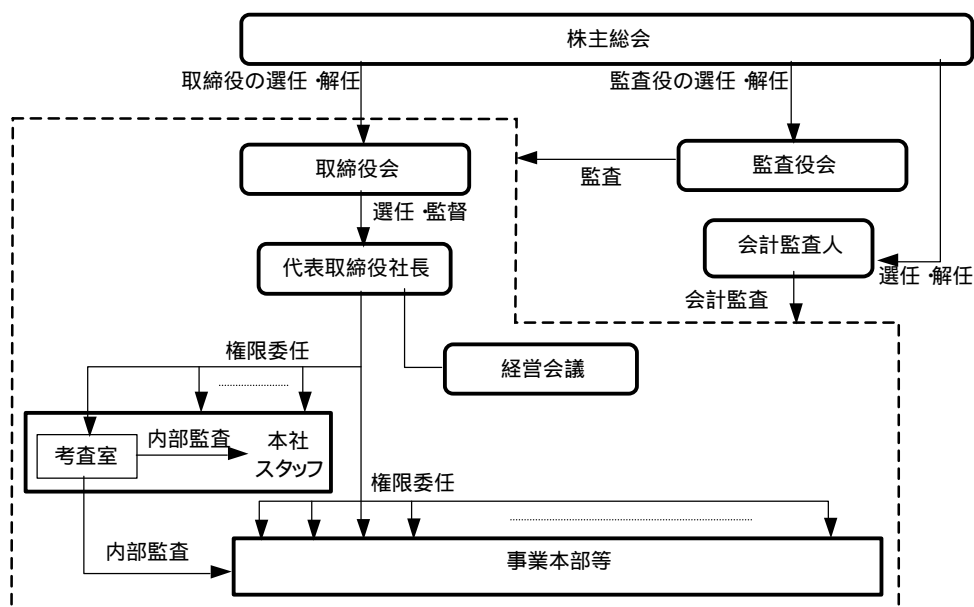 株主総会
取締役の選任・解任
監査役の選任・解任
取締役会
監査
監査役会
選任・監督
代表取締役社長
会計監査人
選任・解任
会計監査
権限委任
経営会議
考査室
内部監査
本社
スタッフ
権限委任
内部監査
事業本部等